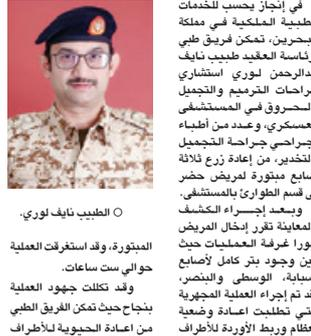 في إنجاز يحسب للخدمات
الطبية الملكية في مملكة
البحرين، تمكن فريق طبي
برئاسة العقيد طبيب نايف
عبدالرحمن لوري استشاري
جراحات الترميم والتجميل
والحروق في المستشفى
العسكري، وعدد من أطباء
جراحي جراحة التجميل
والتخدير، من إعادة زرع ثلاثة
أصابع مبتورة لمريض حضر
إلى قسم الطوارئ بالمستشفى.
وبعد إجراء الكشف
والمعاينة تقرر إدخال المريض
فورا غرفة العمليات حيث
تبين وجود بتر كامل لأصابع
السبابة، الوسطى والبنصر،
وقد تم إجراء العملية المجهرية
التي تطلبت اعادة وضعية
العظام وربط الأوردة للأطراف
○ الطبيب نايف لوري.
المبتورة، وقد استغرقت العملية
حوالي ست ساعات.
وقد تكللت جهود العملية
بنجاح حيث تمكن الفريق الطبي
من اعادة الحيوية للأطراف